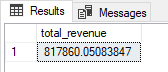 Results Messages
total_revenue
1 817860.05083847